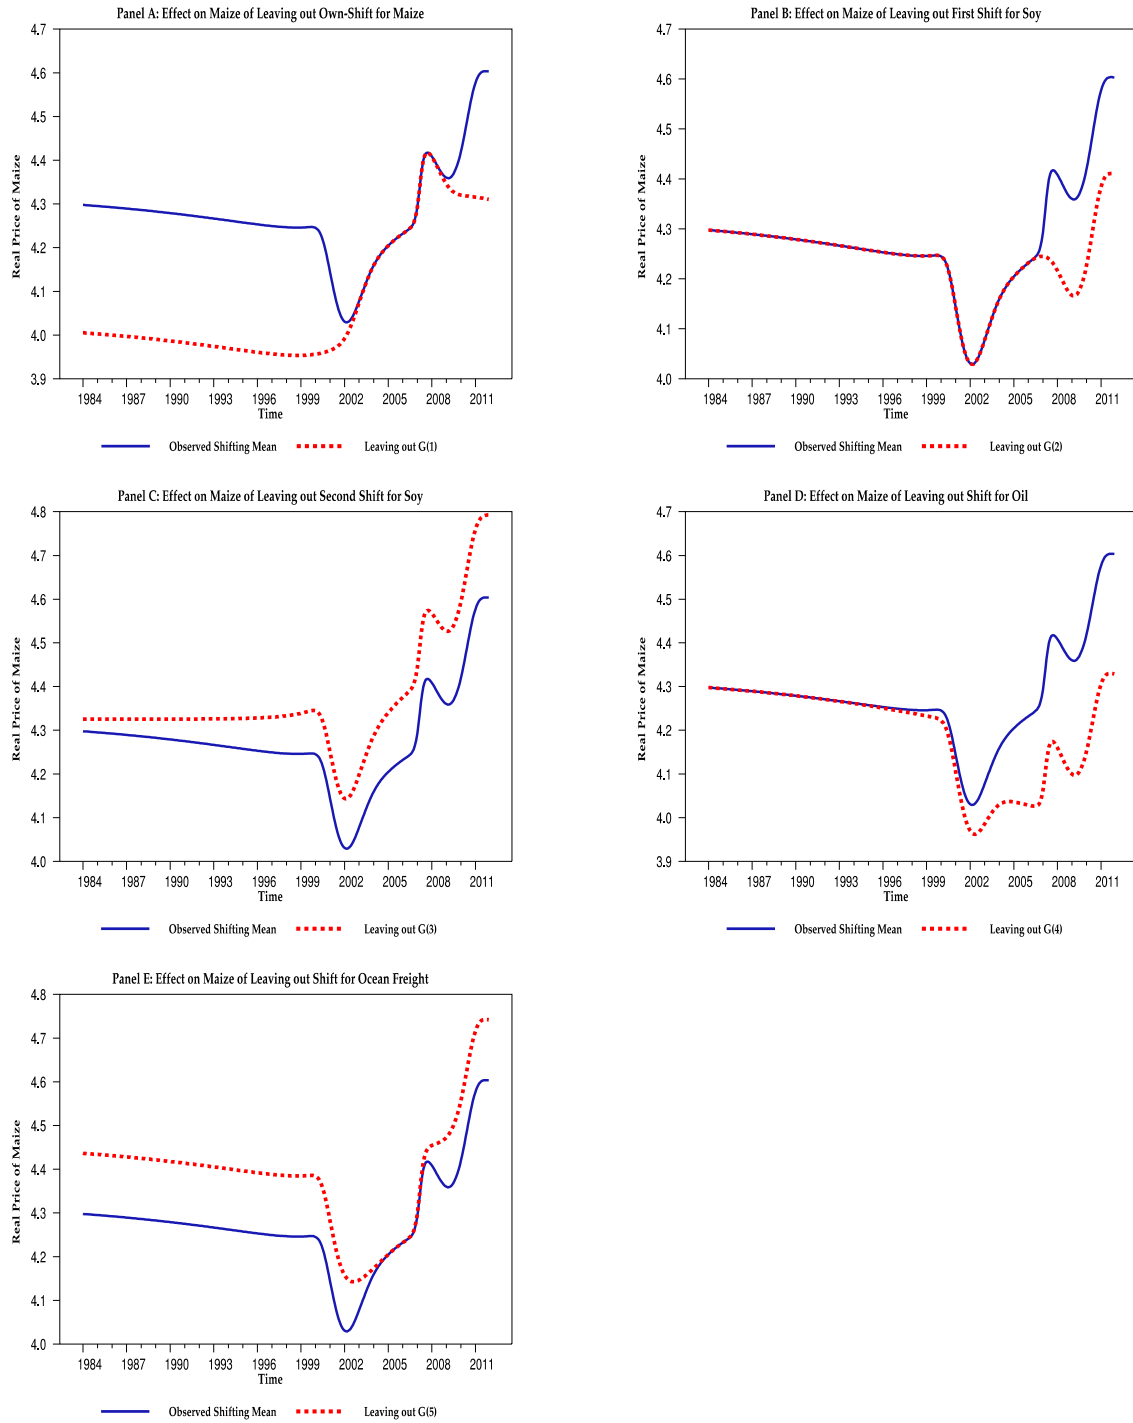 Panel A: Effect on Maize of Leaving out Own-Shift for Maize
4.7
4.6
4.5
4.4
4.3
4.2
4.1
4.0
3.9
Real Price of Maize
1984 1987 1990 1993 1996 1999 2002 2005 2008 2011
Time
Observed Shifting Mean Leaving out G(1)
Panel B: Effect on Maize of Leaving out First Shift for Soy
4.7
4.6
4.5
4.4
4.3
4.2
4.1
4.0
Real Price of Maize
1984 1987 1990 1993 1996 1999 2002 2005 2008 2011
Time
Observed Shifting Mean Leaving out G(2)
Panel C: Effect on Maize of Leaving out Second Shift for Soy
4.8
4.7
4.6
4.5
4.4
4.3
4.2
4.1
4.0
Real Price of Maize
1984 1987 1990 1993 1996 1999 2002 2005 2008 2011
Time
Observed Shifting Mean Leaving out G(3)
Panel D: Effect on Maize of Leaving out Shift for Oil
4.7
4.6
4.5
4.4
4.3
4.2
4.1
4.0
3.9
Real Price of Maize
1984 1987 1990 1993 1996 1999 2002 2005 2008 2011
Time
Observed Shifting Mean Leaving out G(4)
Panel E: Effect on Maize of Leaving out Shift for Ocean Freight
4.8
4.7
4.6
4.5
4.4
4.3
4.2
4.1
4.0
Real Price of Maize
1984 1987 1990 1993 1996 1999 2002 2005 2008 2011
Time
Observed Shifting Mean Leaving out G(5)